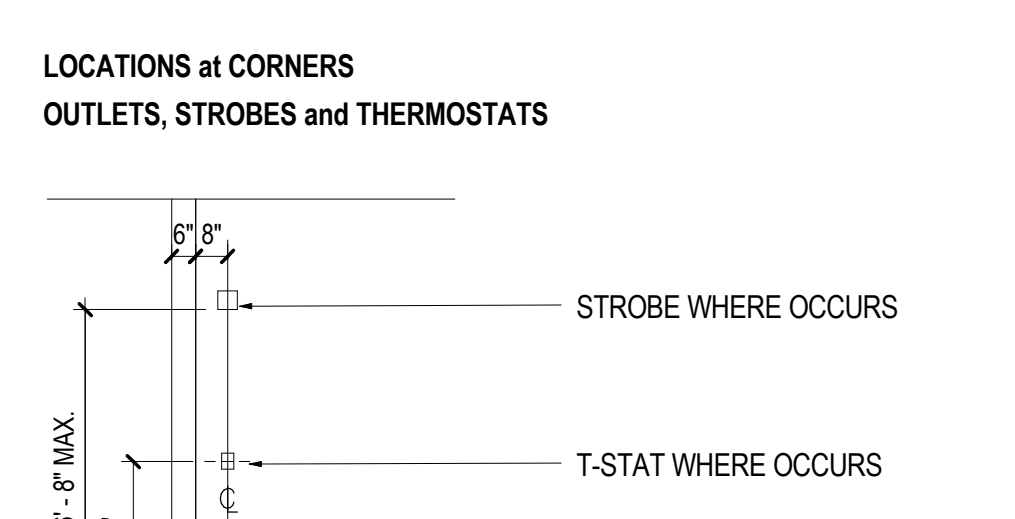 LOCATIONS at CORNERS
OUTLETS, STROBES and THERMOSTATS
6" 8"
STROBE WHERE OCCURS
8" MAX.
T-STAT WHERE OCCURS